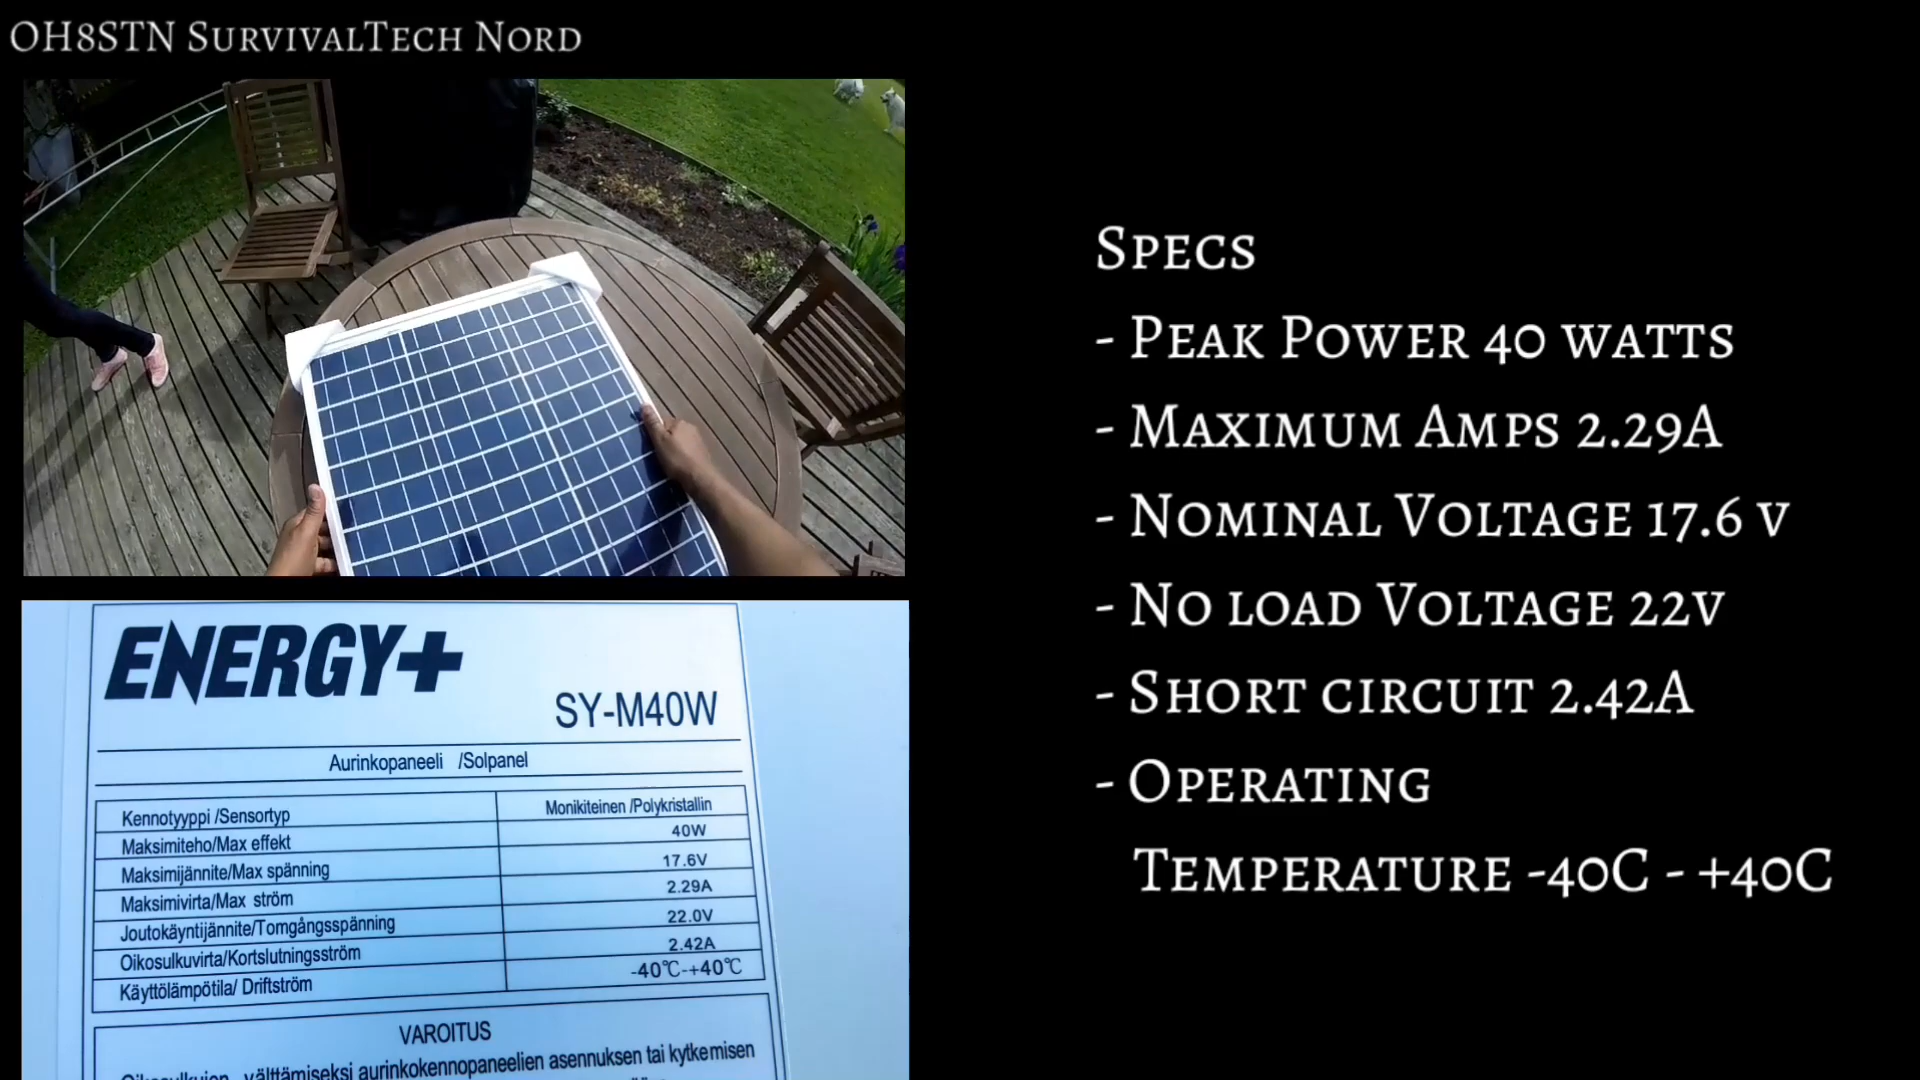 OH8STN SurvivalTech Nord
Specs
- Peak Power 40 watts
- Maximum Amps 2.29A
- Nominal Voltage 17.6 v
- No load Voltage 22v
- Short circuit 2.42A
- Operating
Temperature -40C - +40C
ENERGY+
SY-M40W
Aurinkopaneeli /Solpanel
Kennotyyppi /Sensortyp Monikiteinen /Polykristallin
Maksimiteho/Max effekt 40W
Maksimijännite/Max spänning 17.6V
Maksimivirta/Max ström 2.29A
Joutokäyntijännite/Tomgångsspänning 22.0V
Oikosulkuvirta/Kortslutningsström 2.42A
Käyttölämpötila/ Driftström -40℃-+40℃
VAROITUS
välttämiseksi aurinkokennopaneelien asennuksen tai kytkemisen